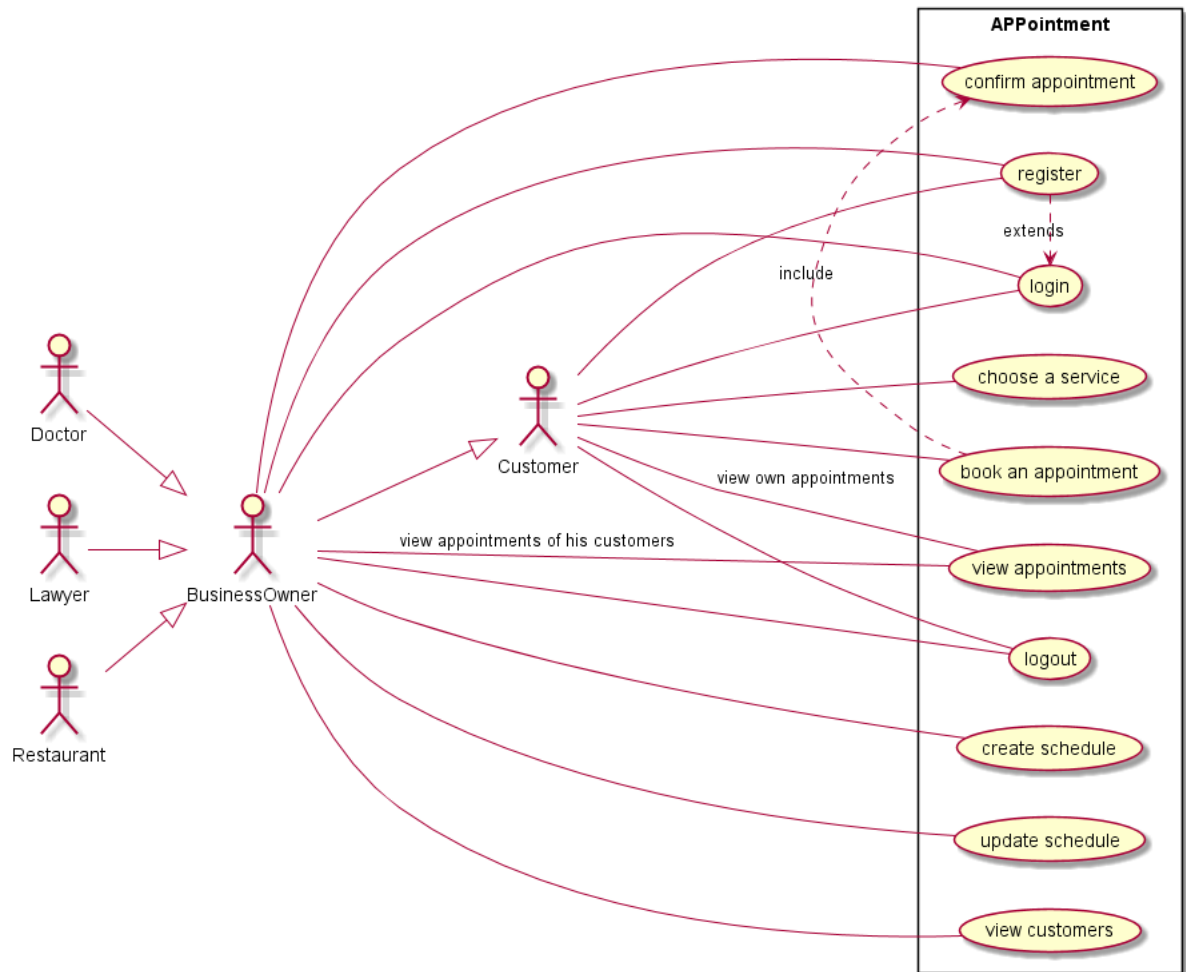 APPointment
confirm appointment
register
extends
include
login
choose a service
Doctor
Customer
book an appointment
view own appointments
view appointments of his customers
view appointments
Lawyer
BusinessOwner
logout
Restaurant
create schedule
update schedule
view customers